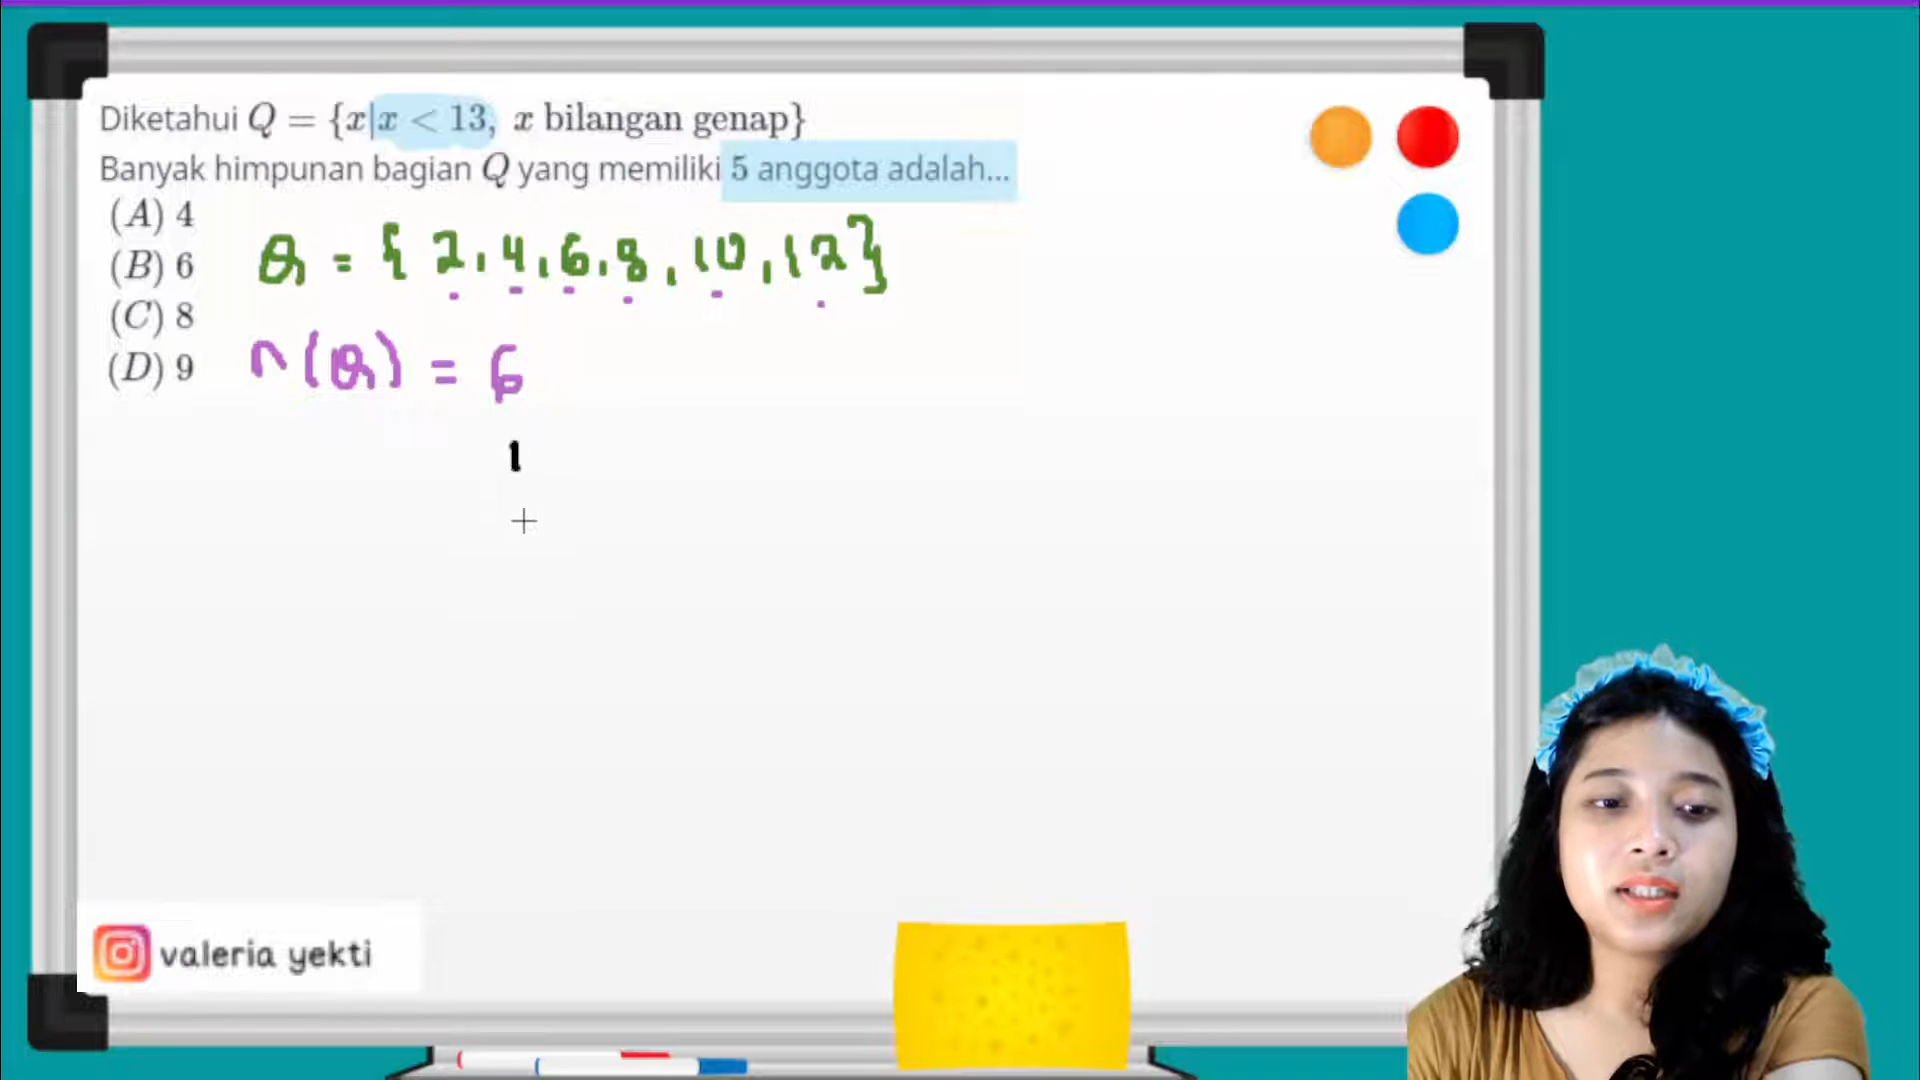 Diketahui Q = {x|x < 13, x bilangan genap}
Banyak himpunan bagian Q yang memiliki 5 anggota adalah...
(A) 4
(B) 6
(C) 8
(D) 9
Q = { 2, 4, 6, 8, 10, 12}
n(Q) = 6
1
valeria yekti